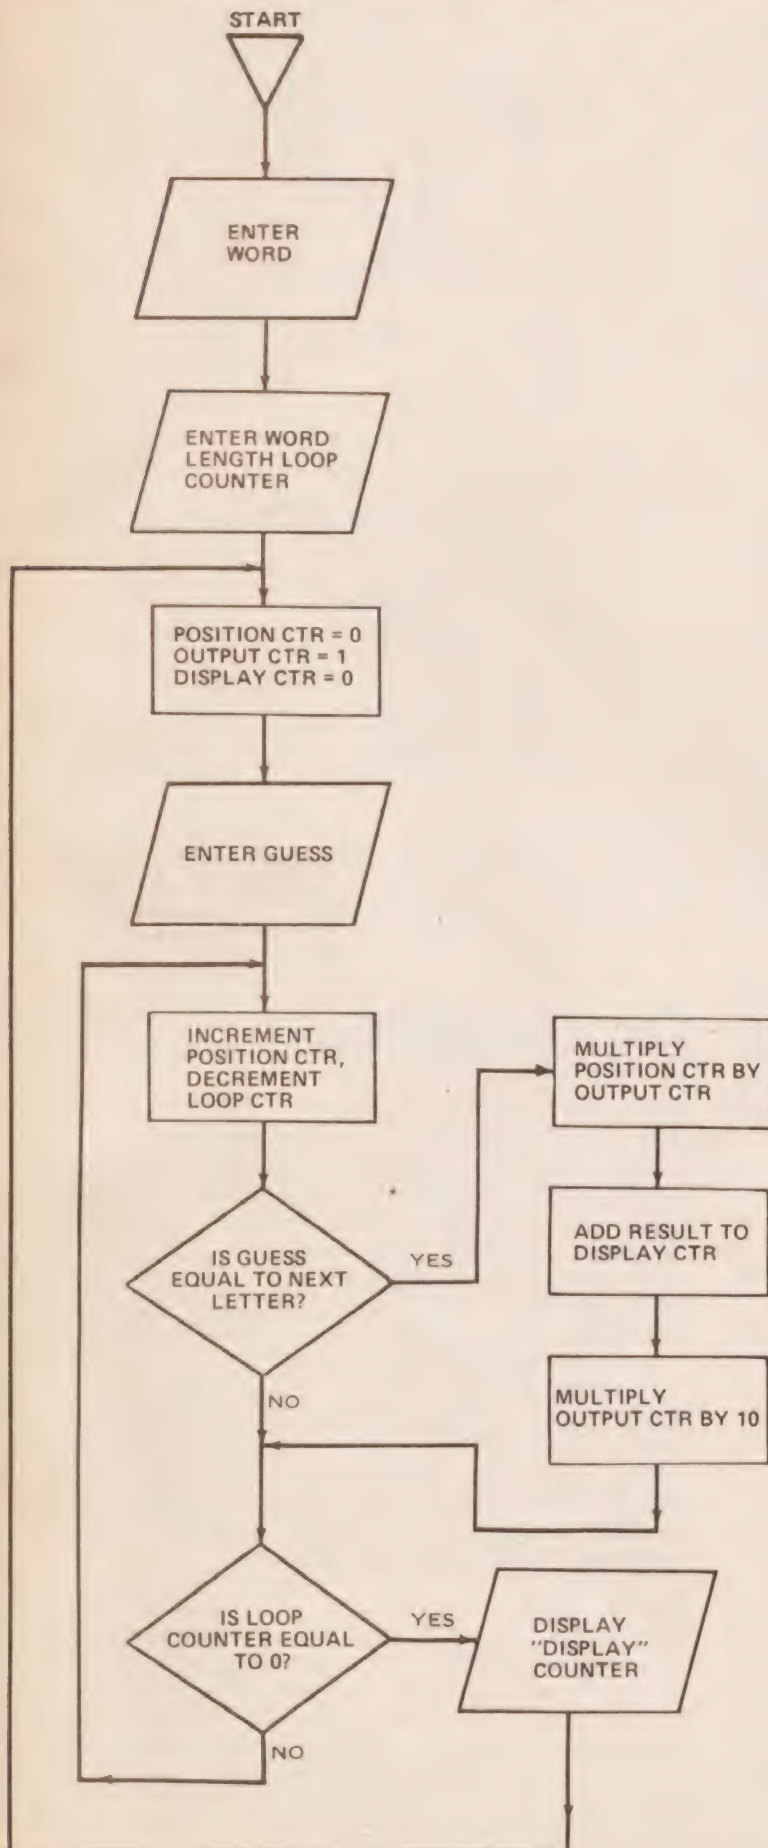 START
ENTER
WORD
ENTER WORD
LENGTH LOOP
COUNTER
POSITION CTR = 0
OUTPUT CTR = 1
DISPLAY CTR = 0
ENTER GUESS
INCREMENT
POSITION CTR,
DECREMENT
LOOP CTR
IS GUESS
EQUAL TO NEXT
LETTER?
YES
MULTIPLY
POSITION CTR BY
OUTPUT CTR
ADD RESULT TO
DISPLAY CTR
MULTIPLY
OUTPUT CTR BY 10
NO
IS LOOP
COUNTER EQUAL
TO 0?
YES
DISPLAY
"DISPLAY"
COUNTER
NO